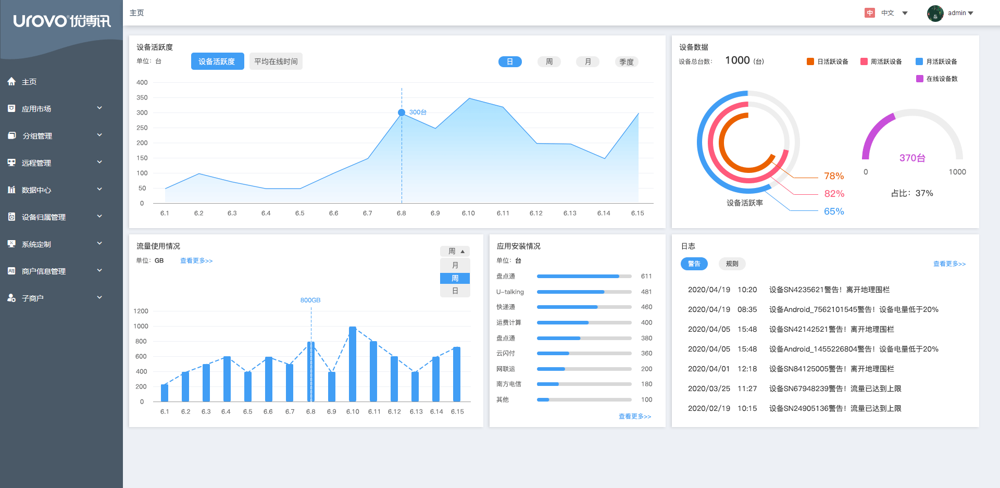 urovo®优博讯
主页
中 中文
admin
主页
应用市场
分组管理
远程管理
数据中心
设备归属管理
系统定制
商户信息管理
子商户
设备活跃度
单位：台
设备活跃度 平均在线时间
日 周 月 季度
400
350
300
250
200
150
100
50
0
300台
6.1 6.2 6.3 6.4 6.5 6.6 6.7 6.8 6.9 6.10 6.11 6.12 6.13 6.14 6.15
设备数据
设备总台数： 1000 (台)
日活跃设备 周活跃设备 月活跃设备
在线设备数
78%
82%
65%
设备活跃率
370台
0 1000
占比：37%
流量使用情况
单位：GB 查看更多>>
周
月
周
日
800GB
1200
1000
800
600
400
200
0
6.1 6.2 6.3 6.4 6.5 6.6 6.7 6.8 6.9 6.10 6.11 6.12 6.13 6.14 6.15
应用安装情况
单位：台
盘点通 611
U-talking 481
快递通 460
运费计算 400
盘点通 380
云闪付 360
网联运 200
南方电信 180
其他 100
查看更多>>
日志
警告 规则 查看更多>>
2020/04/19 10:20 设备SN4235621警告！离开地理围栏
2020/04/19 08:35 设备Android_7562101545警告！设备电量低于20%
2020/04/05 15:48 设备SN42142521警告！离开地理围栏
2020/04/05 15:48 设备Android_1455226804警告！设备电量低于20%
2020/04/01 12:18 设备SN84125005警告！离开地理围栏
2020/03/25 11:27 设备SN67948239警告！流量已达到上限
2020/02/19 10:15 设备SN24905136警告！流量已达到上限